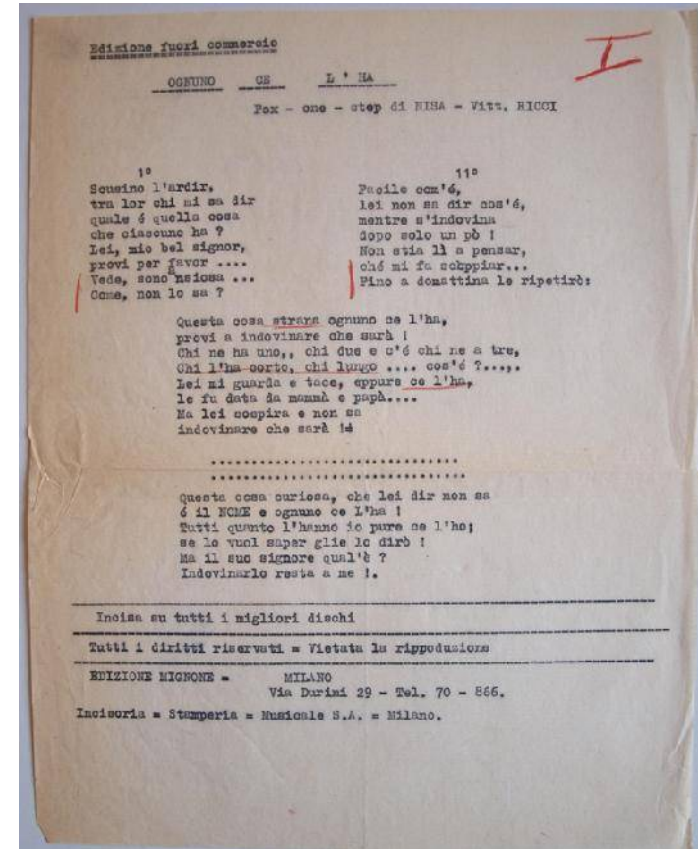 Edizione fuori commercio
I
OGNUNO CE L ' HA
Fox - one - step di NISA = Vitt. RICCI
1º
Scusino l'ardir,
tra lor chi mi sa dir
quale é quella cosa
che ciascuno ha ?
Lei, mio bel signor,
provi per favor ....
Vede, sono nsiosa ...
Come, non lo sa ?
11º
Facile com'é,
lei non sa dir cos'é,
mentre s'indovina
dopo solo un pò !
Non stia lì a pensar,
ché mi fa scoppiar...
Fino a domattina le ripetirò:
Questa cosa strana ognuno ce l'ha,
provi a indovinare che sarà !
Chi ne ha uno,, chi due e c'é chi ne a tre,
Chi l'ha corto, chi lungo .... cos'é ?.....
Lei mi guarda e tace, eppure ce l'ha,
le fu data da mammà e papà....
Ma lei sospira e non sa
indovinare che sarà !
................................
................................
Questa cosa curiosa, che lei dir non sa
é il NOME e ognuno ce L'ha !
Tutti quanto l'hanno io pure ce l'ho;
se lo vuol saper glie lo dirò !
Ma il suo signore qual'è ?
Indovinarlo resta a me !.
Incisa su tutti i migliori dischi
Tutti i diritti riservati = Vietata la rippoduzione
EDIZIONE MIGNONE = MILANO
Via Durini 29 - Tel. 70 - 866.
Incisoria = Stamperia = Musicale S.A. = Milano.